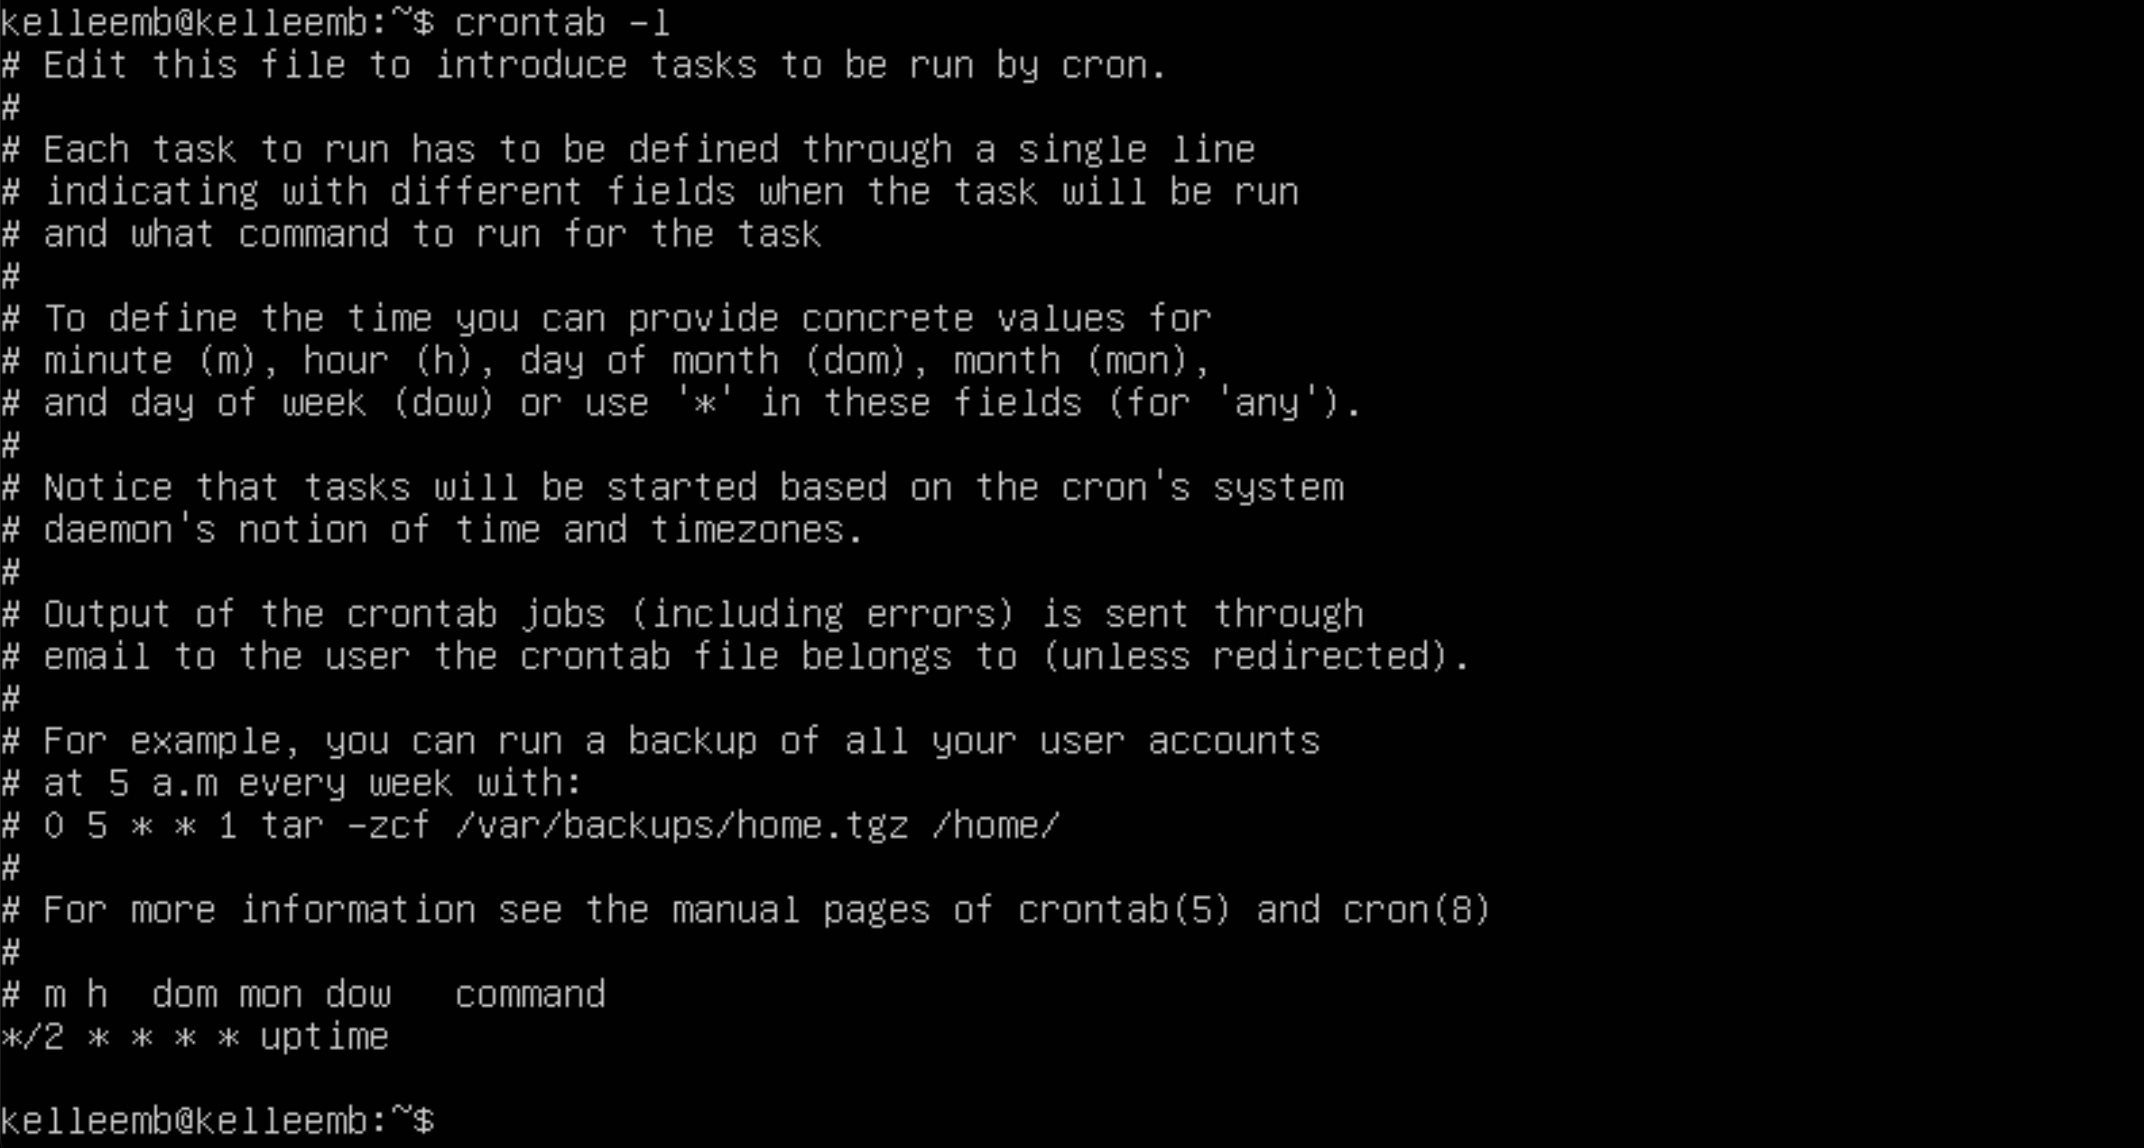 kelleemb@kelleemb:~$ crontab -l
# Edit this file to introduce tasks to be run by cron.
#
# Each task to run has to be defined through a single line
# indicating with different fields when the task will be run
# and what command to run for the task
#
# To define the time you can provide concrete values for
# minute (m), hour (h), day of month (dom), month (mon),
# and day of week (dow) or use '*' in these fields (for 'any').
#
# Notice that tasks will be started based on the cron's system
# daemon's notion of time and timezones.
#
# Output of the crontab jobs (including errors) is sent through
# email to the user the crontab file belongs to (unless redirected).
#
# For example, you can run a backup of all your user accounts
# at 5 a.m every week with:
# 0 5 * * 1 tar -zcf /var/backups/home.tgz /home/
#
# For more information see the manual pages of crontab(5) and cron(8)
#
# m h  dom mon dow   command
*/2 * * * * uptime

kelleemb@kelleemb:~$